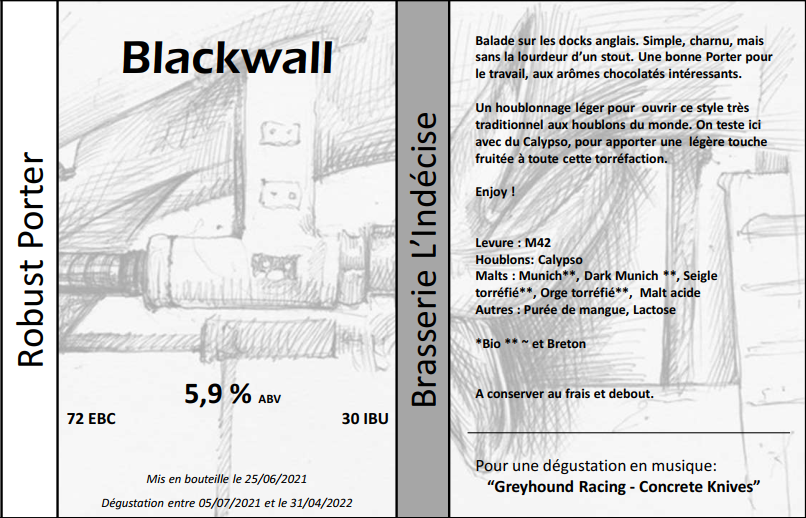 Robust Porter
Blackwall
5,9 % ABV
72 EBC
30 IBU
Mis en bouteille le 25/06/2021
Dégustation entre 05/07/2021 et le 31/04/2022
Brasserie L'Indécise
Balade sur les docks anglais. Simple, charnu, mais
sans la lourdeur d'un stout. Une bonne Porter pour
le travail, aux arômes chocolatés intéressants.
Un houblonnage léger pour ouvrir ce style très
traditionnel aux houblons du monde. On teste ici
avec du Calypso, pour apporter une légère touche
fruitée à toute cette torréfaction.
Enjoy !
Levure : M42
Houblons: Calypso
Malts : Munich**, Dark Munich **, Seigle
torréfié**, Orge torréfié**, Malt acide
Autres : Purée de mangue, Lactose
*Bio ** ~ et Breton
A conserver au frais et debout.
Pour une dégustation en musique:
“Greyhound Racing - Concrete Knives”